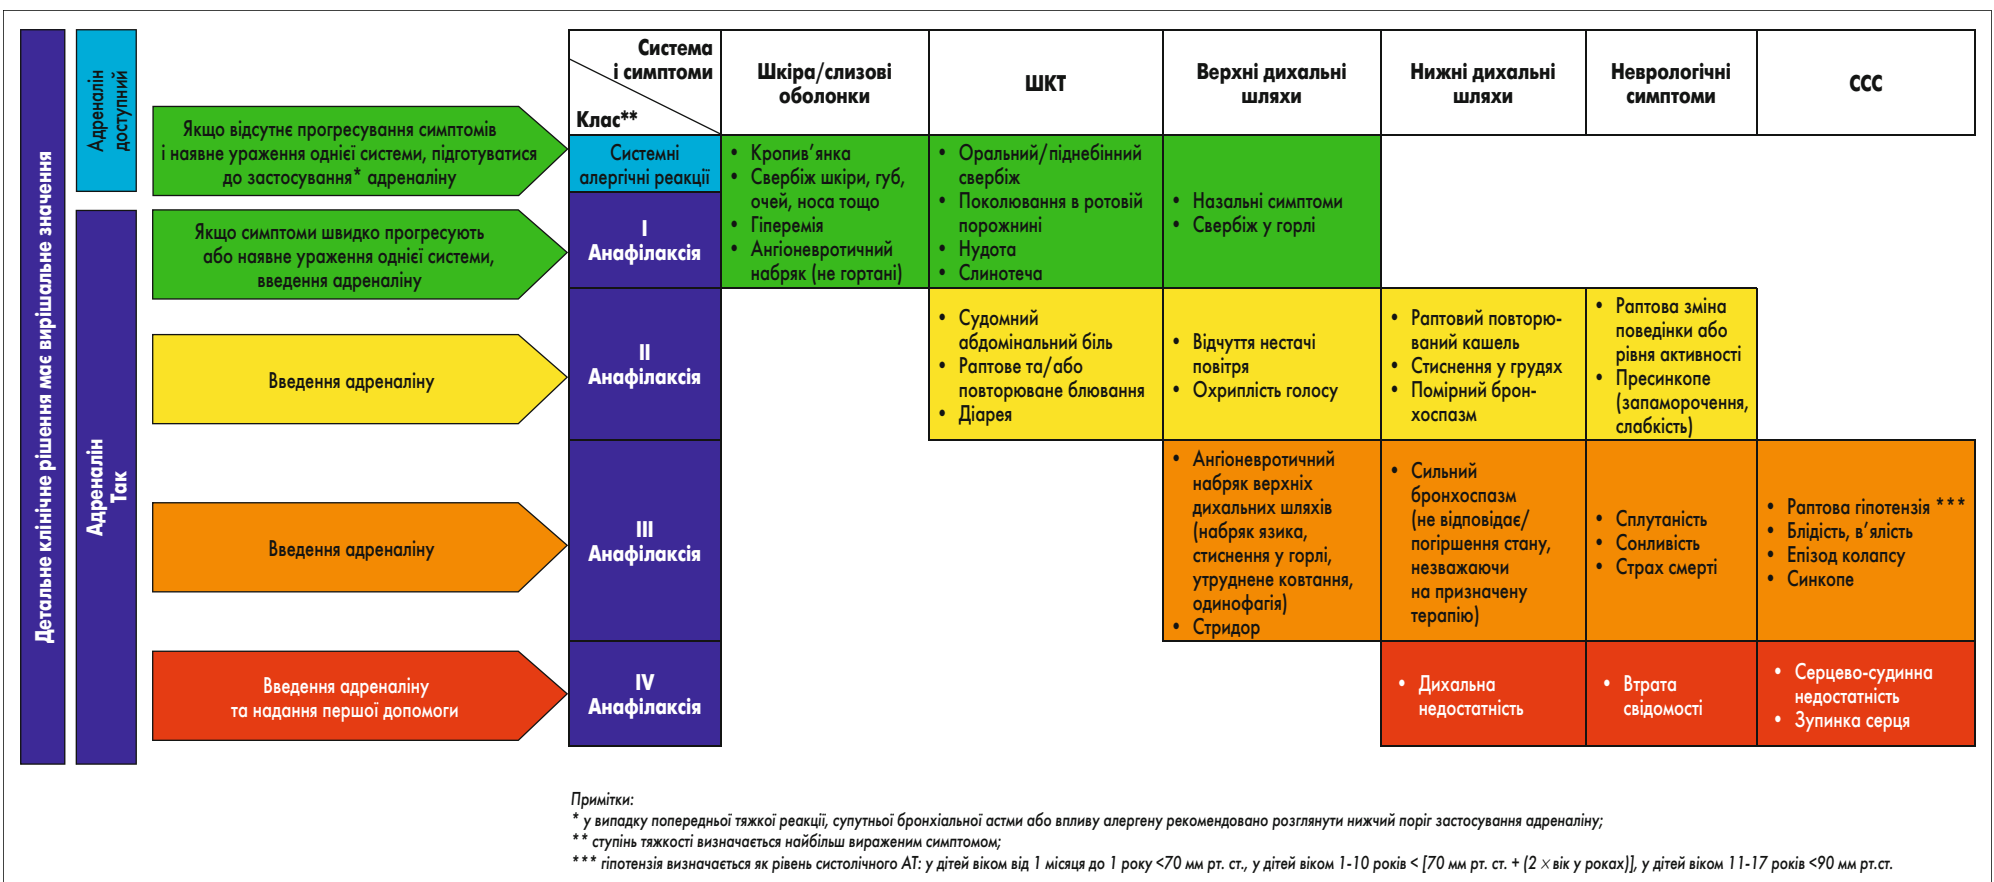 Детальне клінічне рішення має вирішальне значення
Адреналін
доступний
Адреналін
Так
Якщо відсутнє прогресування симптомів
і наявне ураження однієї системи, підготуватися
до застосування* адреналіну
Якщо симптоми швидко прогресують
або наявне ураження однієї системи,
введення адреналіну
Введення адреналіну
Введення адреналіну
Введення адреналіну
та надання першої допомоги
Система
і симптоми
Клас**
Шкіра/слизові
оболонки
ШКТ
Верхні дихальні
шляхи
Нижні дихальні
шляхи
Неврологічні
симптоми
ССС
Системні
алергічні реакції
I
Анафілаксія
• Кропив’янка
• Свербіж шкіри, губ,
очей, носа тощо
• Гіперемія
• Ангіоневротичний
набряк (не гортані)
• Оральний/піднебінний
свербіж
• Поколювання в ротовій
порожнині
• Нудота
• Слинотеча
• Назальні симптоми
• Свербіж у горлі
II
Анафілаксія
• Судомний
абдомінальний біль
• Раптове та/або
повторюване блювання
• Діарея
• Відчуття нестачі
повітря
• Охриплість голосу
• Раптовий повторю-
ваний кашель
• Стиснення у грудях
• Помірний брон-
хоспазм
• Раптова зміна
поведінки або
рівня активності
• Пресинкопе
(запаморочення,
слабкість)
III
Анафілаксія
• Ангіоневротичний
набряк верхніх
дихальних шляхів
(набряк язика,
стиснення у горлі,
утруднене ковтання,
одинофагія)
• Стридор
• Сильний
бронхоспазм
(не відповідає/
погіршення стану,
незважаючи
на призначену
терапію)
• Сплутаність
• Сонливість
• Страх смерті
• Раптова гіпотензія ***
• Блідість, в’ялість
• Епізод колапсу
• Синкопе
IV
Анафілаксія
• Дихальна
недостатність
• Втрата
свідомості
• Серцево-судинна
недостатність
• Зупинка серця
Примітки:
* у випадку попередньої тяжкої реакції, супутньої бронхіальної астми або впливу алергену рекомендовано розглянути нижчий поріг застосування адреналіну;
** ступінь тяжкості визначається найбільш вираженим симптомом;
*** гіпотензія визначається як рівень систолічного АТ: у дітей віком від 1 місяця до 1 року <70 мм рт. ст., у дітей віком 1-10 років < [70 мм рт. ст. + (2 × вік у роках)], у дітей віком 11-17 років <90 мм рт.ст.